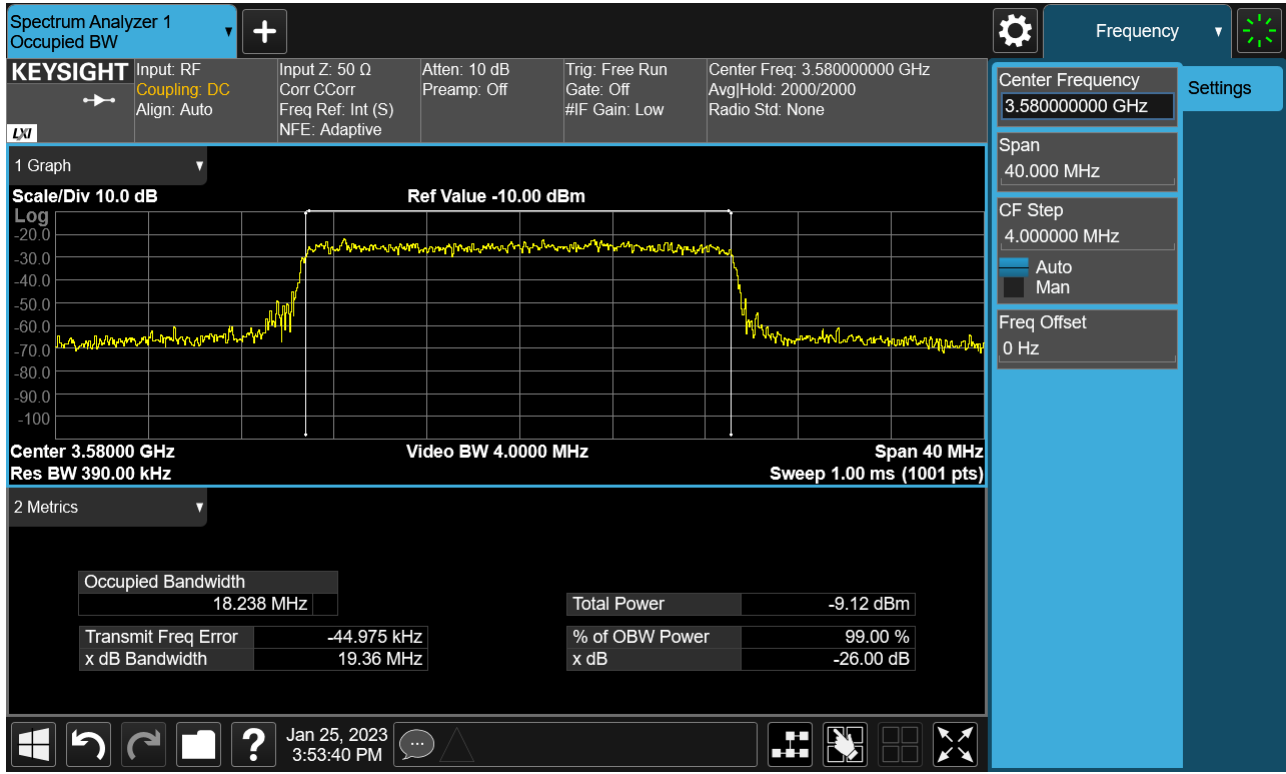 Spectrum Analyzer 1
Occupied BW
+
Frequency
KEYSIGHT
LXI
Input: RF
Coupling: DC
Align: Auto
Input Z: 50 Ω
Corr CCorr
Freq Ref: Int (S)
NFE: Adaptive
Atten: 10 dB
Preamp: Off
Trig: Free Run
Gate: Off
#IF Gain: Low
Center Freq: 3.580000000 GHz
Avg|Hold: 2000/2000
Radio Std: None
Center Frequency
3.580000000 GHz
Settings
Span
40.000 MHz
CF Step
4.000000 MHz
Auto
Man
Freq Offset
0 Hz
1 Graph
Scale/Div 10.0 dB
Ref Value -10.00 dBm
Log
-20.0
-30.0
-40.0
-50.0
-60.0
-70.0
-80.0
-90.0
-100
Center 3.58000 GHz
Video BW 4.0000 MHz
Span 40 MHz
Res BW 390.00 kHz
Sweep 1.00 ms (1001 pts)
2 Metrics
Occupied Bandwidth
18.238 MHz
Total Power -9.12 dBm
Transmit Freq Error -44.975 kHz
% of OBW Power 99.00 %
x dB Bandwidth 19.36 MHz
x dB -26.00 dB
?
Jan 25, 2023
3:53:40 PM